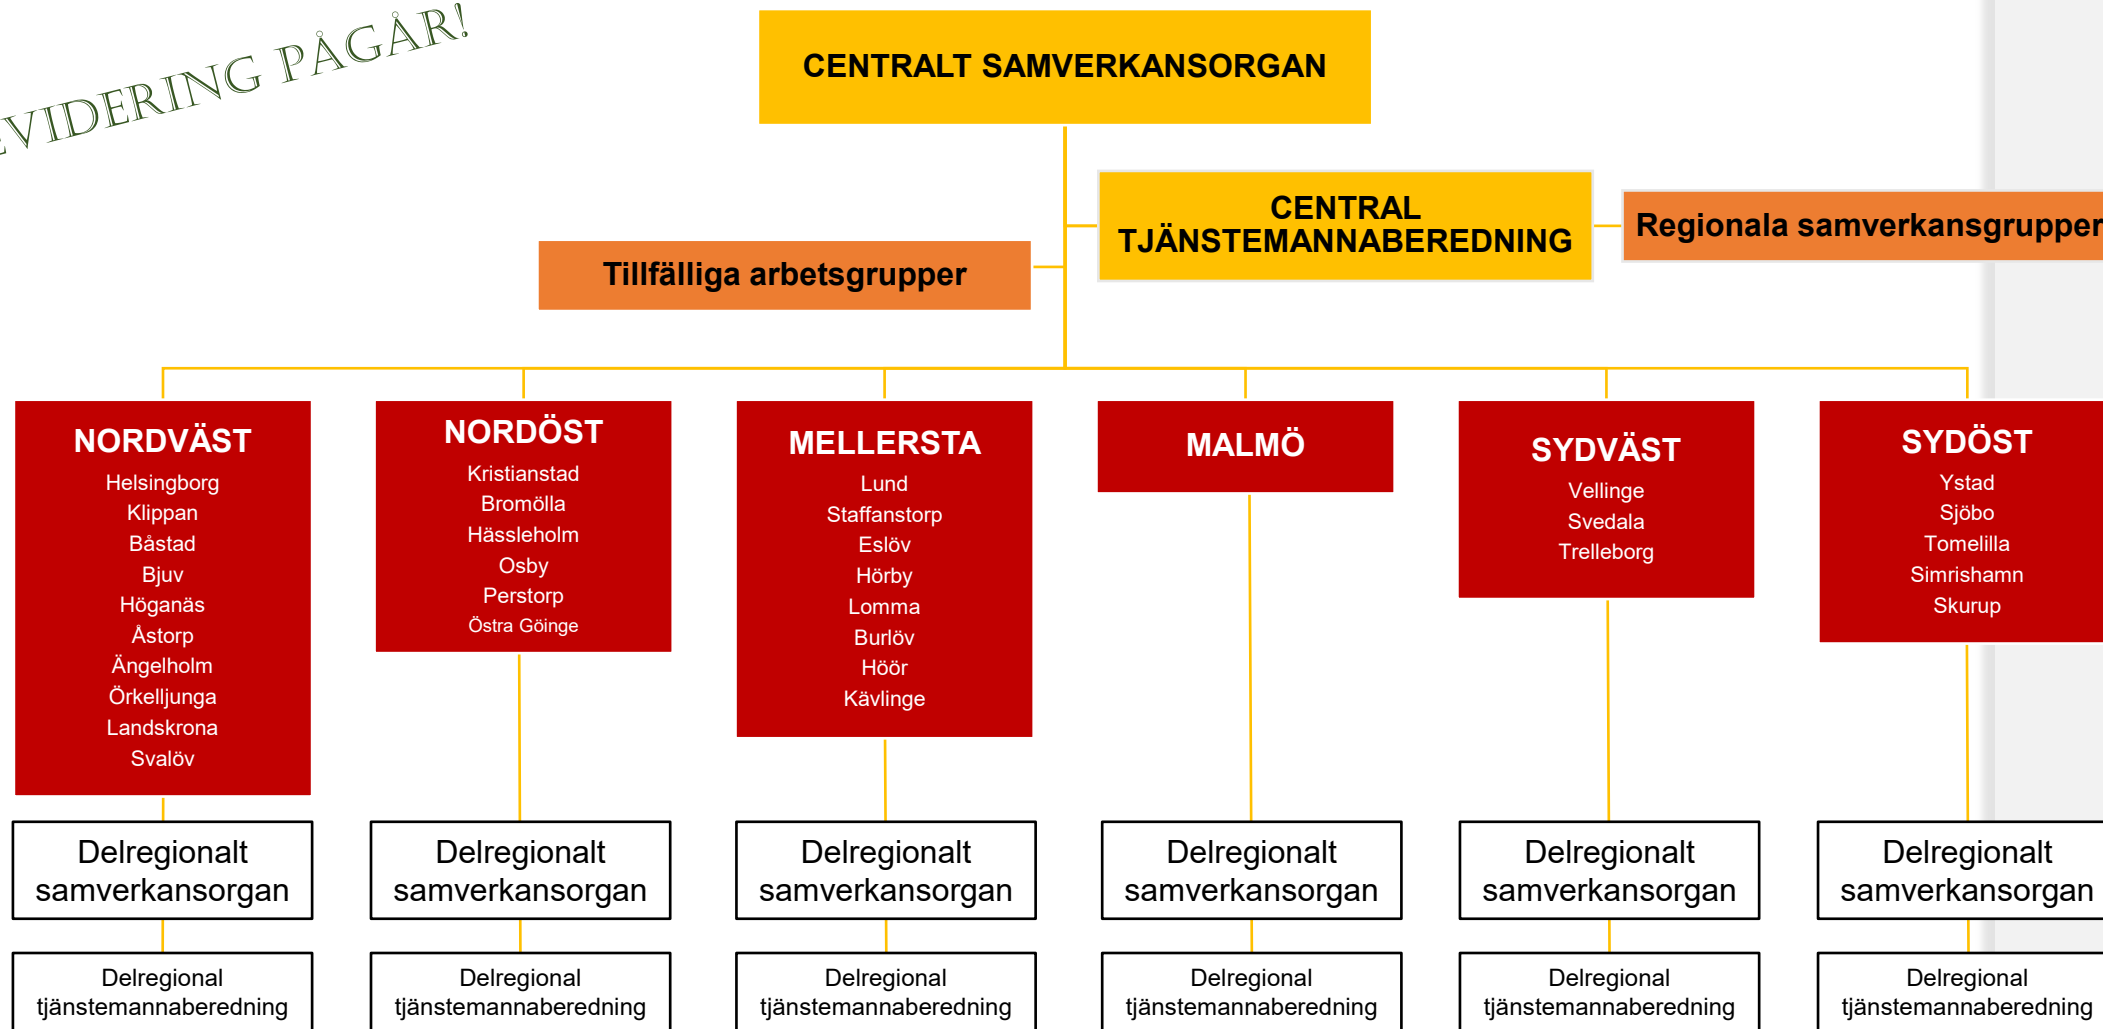 EVIDERING PÅGÅR!
CENTRALT SAMVERKANSORGAN
CENTRAL
TJÄNSTEMANNABEREDNING
Regionala samverkansgrupper
Tillfälliga arbetsgrupper
NORDVÄST
Helsingborg
Klippan
Båstad
Bjuv
Höganäs
Åstorp
Ängelholm
Örkelljunga
Landskrona
Svalöv
NORDÖST
Kristianstad
Bromölla
Hässleholm
Osby
Perstorp
Östra Göinge
MELLERSTA
Lund
Staffanstorp
Eslöv
Hörby
Lomma
Burlöv
Höör
Kävlinge
MALMÖ
SYDVÄST
Vellinge
Svedala
Trelleborg
SYDÖST
Ystad
Sjöbo
Tomelilla
Simrishamn
Skurup
Delregionalt
samverkansorgan
Delregionalt
samverkansorgan
Delregionalt
samverkansorgan
Delregionalt
samverkansorgan
Delregionalt
samverkansorgan
Delregionalt
samverkansorgan
Delregional
tjänstemannaberedning
Delregional
tjänstemannaberedning
Delregional
tjänstemannaberedning
Delregional
tjänstemannaberedning
Delregional
tjänstemannaberedning
Delregional
tjänstemannaberedning